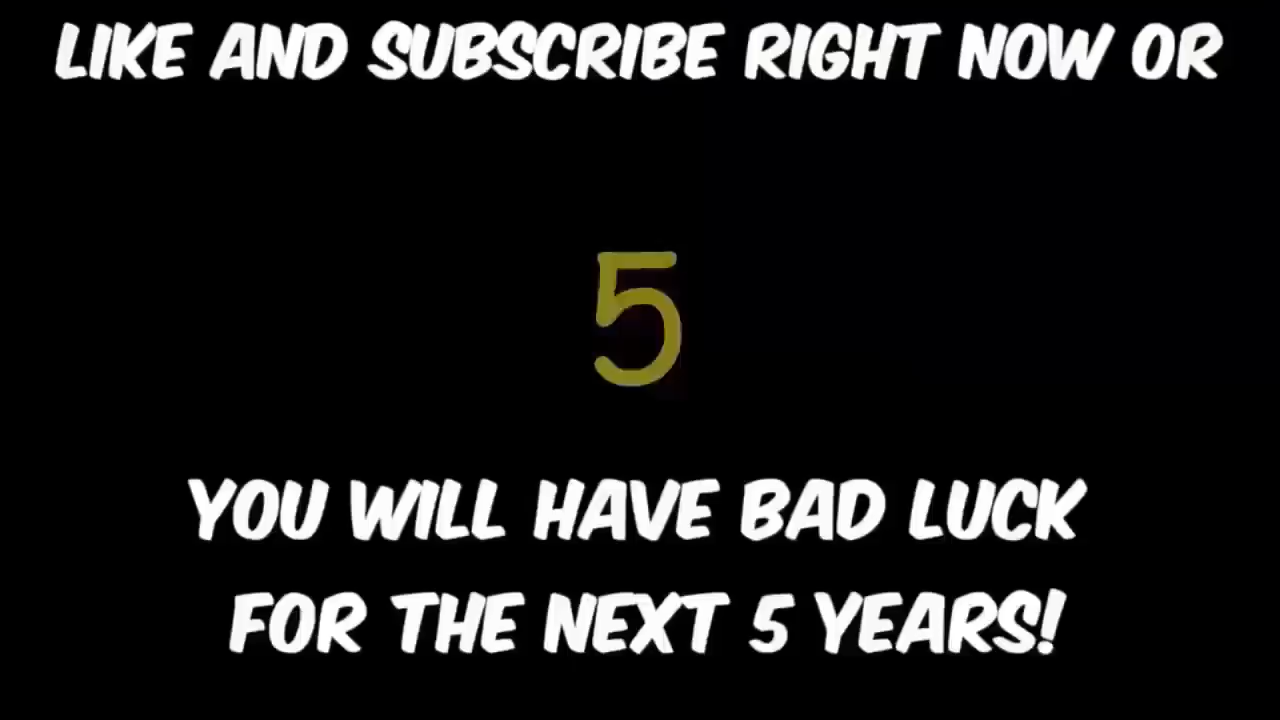 LIKE AND SUBSCRIBE RIGHT NOW OR
5
YOU WILL HAVE BAD LUCK
FOR THE NEXT 5 YEARS!